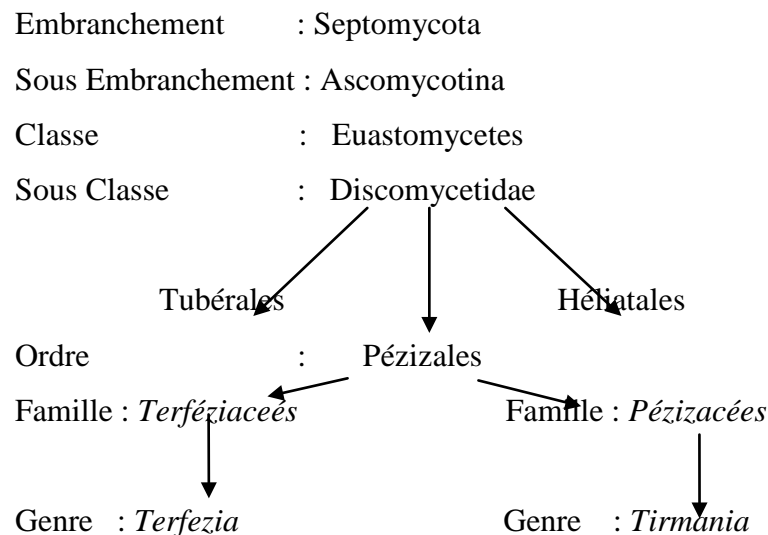 Embranchement : Septomycota
Sous Embranchement : Ascomycotina
Classe : Euastomycetes
Sous Classe : Discomycetidae
Tubérales Héliatales
Ordre : Pézizales
Famille : Terféziaceés Famille : Pézizacées
Genre : Terfezia Genre : Tirmania